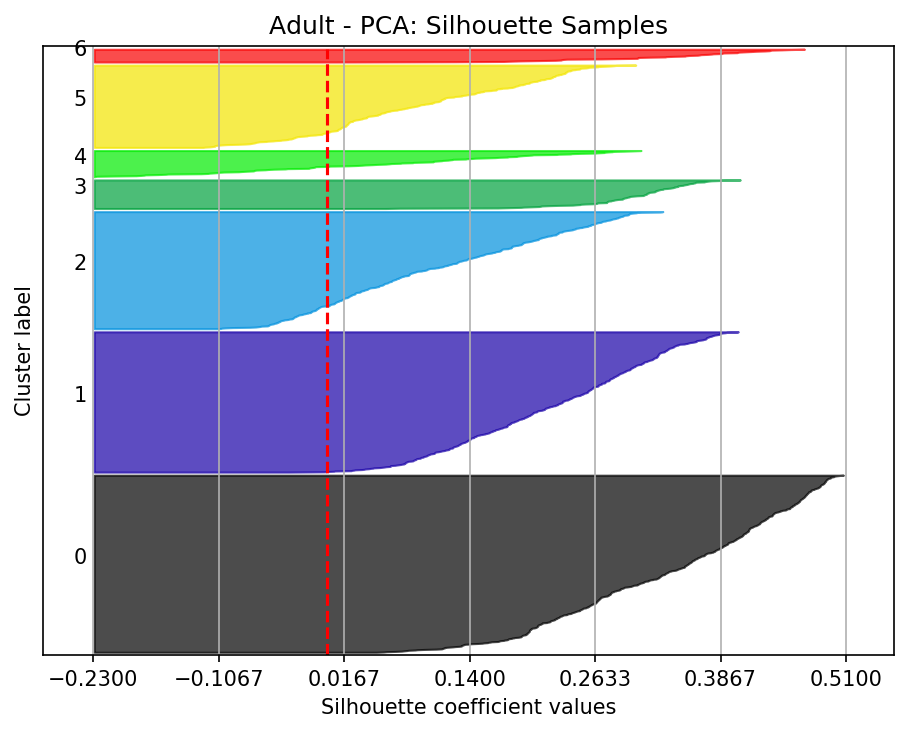 Adult - PCA: Silhouette Samples
6
5
4
3
2
1
0
Cluster label
−0.2300 −0.1067 0.0167 0.1400 0.2633 0.3867 0.5100
Silhouette coefficient values